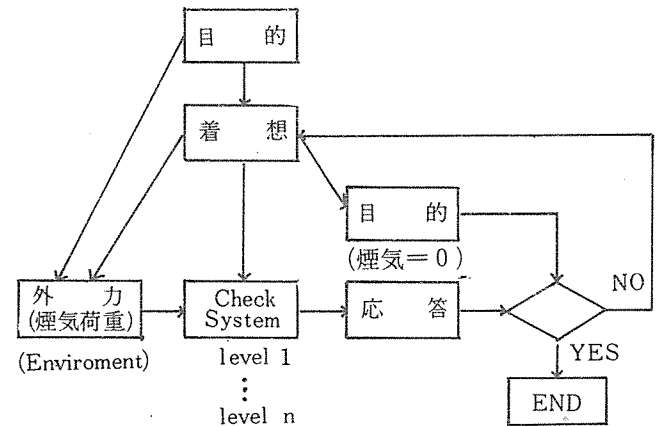 目 的
着 想
目 的
(煙気=0)
外 力
(煙気荷重)
(Enviroment)
Check
System
level 1
⋮
level n
応 答
NO
YES
END